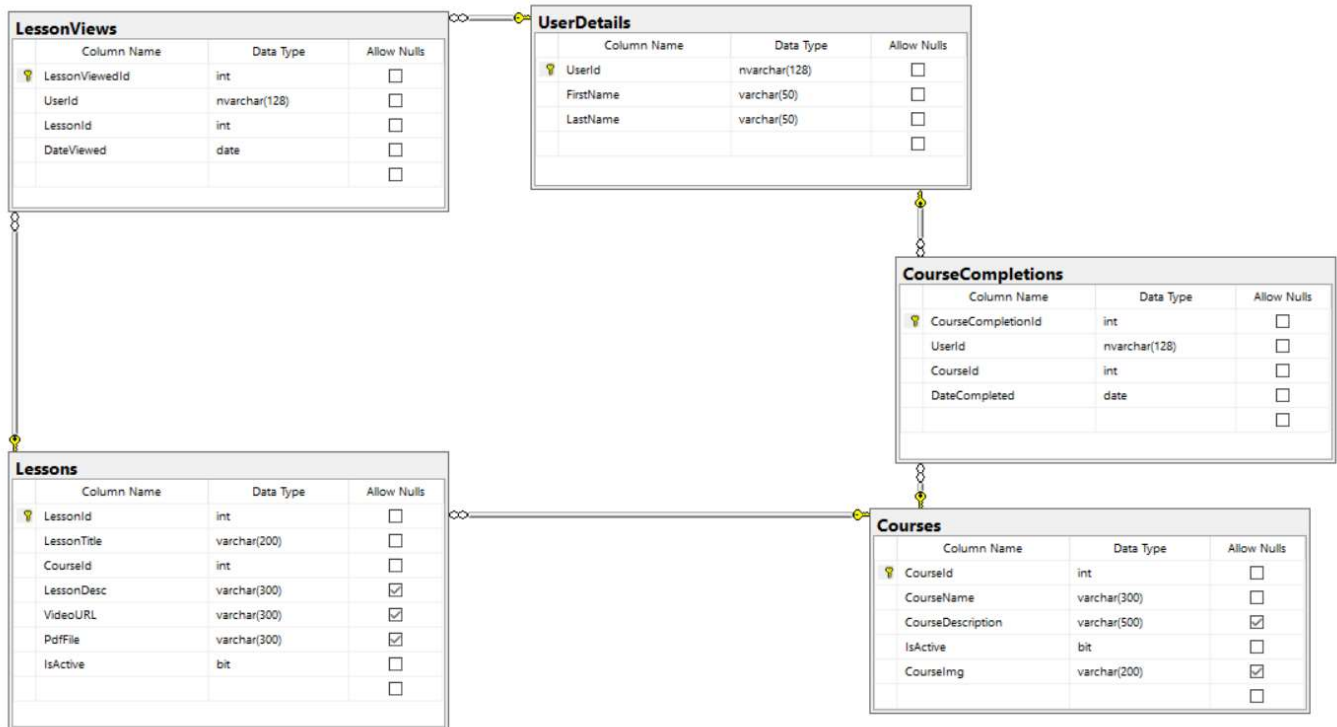 LessonViews
Column Name Data Type Allow Nulls
LessonViewedId int
UserId nvarchar(128)
LessonId int
DateViewed date
UserDetails
Column Name Data Type Allow Nulls
UserId nvarchar(128)
FirstName varchar(50)
LastName varchar(50)
CourseCompletions
Column Name Data Type Allow Nulls
CourseCompletionId int
UserId nvarchar(128)
CourseId int
DateCompleted date
Lessons
Column Name Data Type Allow Nulls
LessonId int
LessonTitle varchar(200)
CourseId int
LessonDesc varchar(300)
VideoURL varchar(300)
PdfFile varchar(300)
IsActive bit
Courses
Column Name Data Type Allow Nulls
CourseId int
CourseName varchar(300)
CourseDescription varchar(500)
IsActive bit
CourseImg varchar(200)